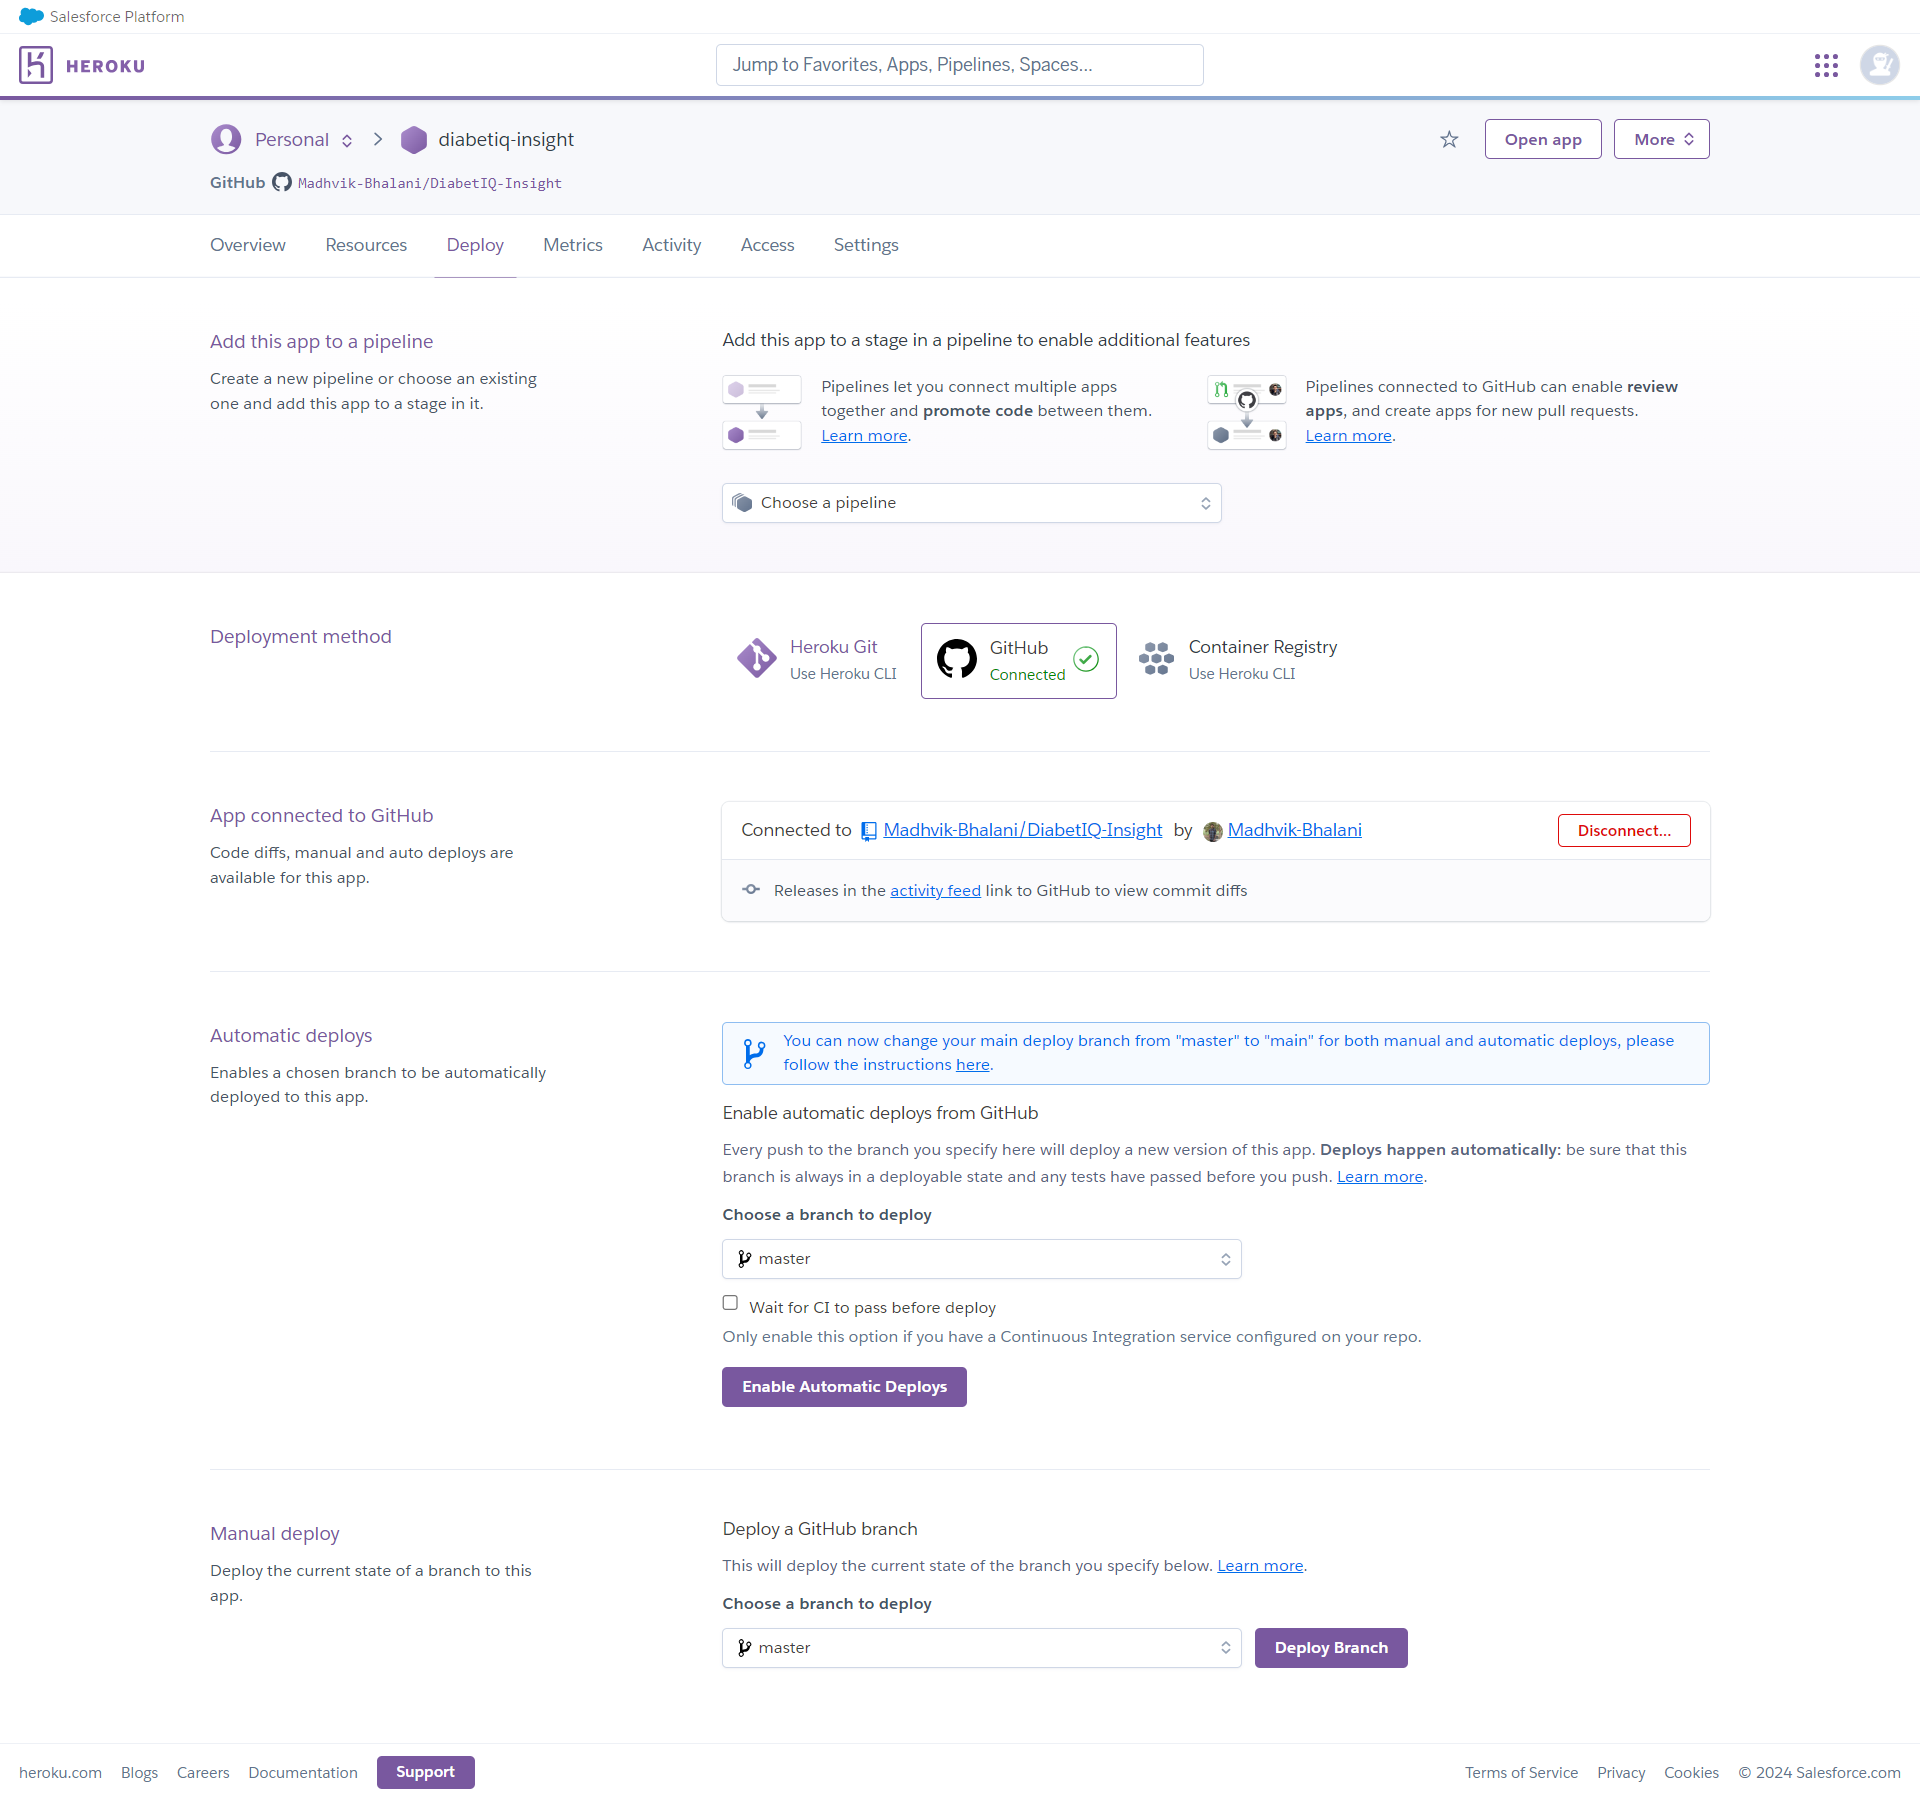 Salesforce Platform
HEROKU
Jump to Favorites, Apps, Pipelines, Spaces...
Personal
diabetiq-insight
Open app
More
GitHub Madhvik-Bhalani/DiabetIQ-Insight
Overview
Resources
Deploy
Metrics
Activity
Access
Settings
Add this app to a pipeline
Create a new pipeline or choose an existing
one and add this app to a stage in it.
Add this app to a stage in a pipeline to enable additional features
Pipelines let you connect multiple apps
together and promote code between them.
Learn more.
Pipelines connected to GitHub can enable review
apps, and create apps for new pull requests.
Learn more.
Choose a pipeline
Deployment method
Heroku Git
Use Heroku CLI
GitHub
Connected
Container Registry
Use Heroku CLI
App connected to GitHub
Code diffs, manual and auto deploys are
available for this app.
Connected to Madhvik-Bhalani/DiabetIQ-Insight by Madhvik-Bhalani
Disconnect...
Releases in the activity feed link to GitHub to view commit diffs
Automatic deploys
Enables a chosen branch to be automatically
deployed to this app.
You can now change your main deploy branch from "master" to "main" for both manual and automatic deploys, please
follow the instructions here.
Enable automatic deploys from GitHub
Every push to the branch you specify here will deploy a new version of this app. Deploys happen automatically: be sure that this
branch is always in a deployable state and any tests have passed before you push. Learn more.
Choose a branch to deploy
master
Wait for CI to pass before deploy
Only enable this option if you have a Continuous Integration service configured on your repo.
Enable Automatic Deploys
Manual deploy
Deploy the current state of a branch to this
app.
Deploy a GitHub branch
This will deploy the current state of the branch you specify below. Learn more.
Choose a branch to deploy
master
Deploy Branch
heroku.com
Blogs
Careers
Documentation
Support
Terms of Service
Privacy
Cookies
© 2024 Salesforce.com